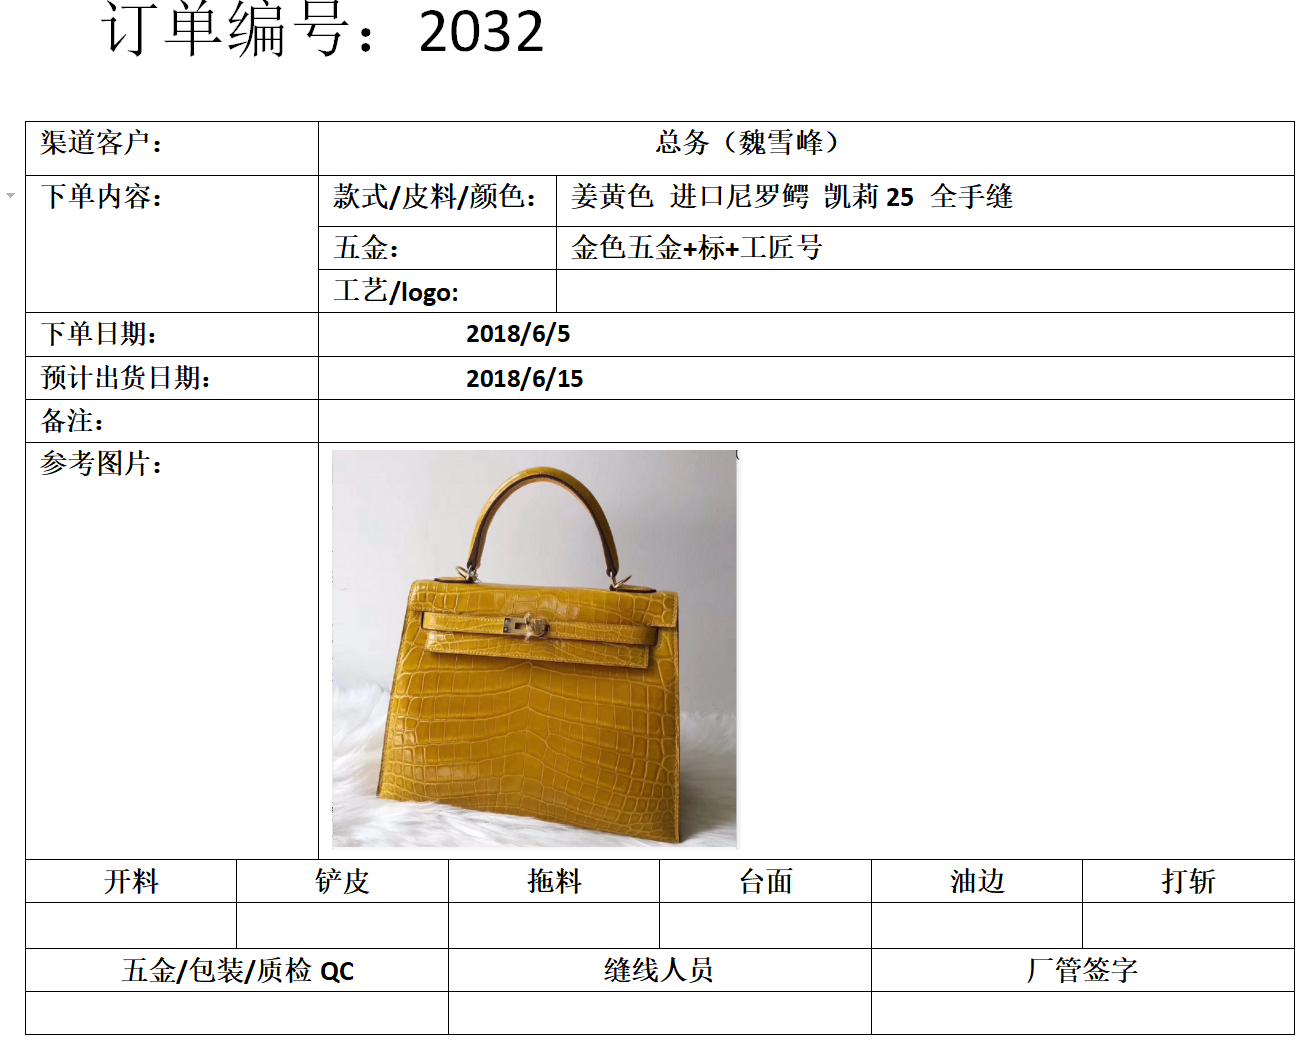 订单编号： 2032
渠道客户： 总务（魏雪峰）
下单内容： 款式/皮料/颜色： 姜黄色 进口尼罗鳄 凯莉 25 全手缝
五金： 金色五金+标+工匠号
工艺/logo:
下单日期： 2018/6/5
预计出货日期： 2018/6/15
备注：
参考图片：
开料 铲皮 拖料 台面 油边 打斩
五金/包装/质检 QC 缝线人员 厂管签字